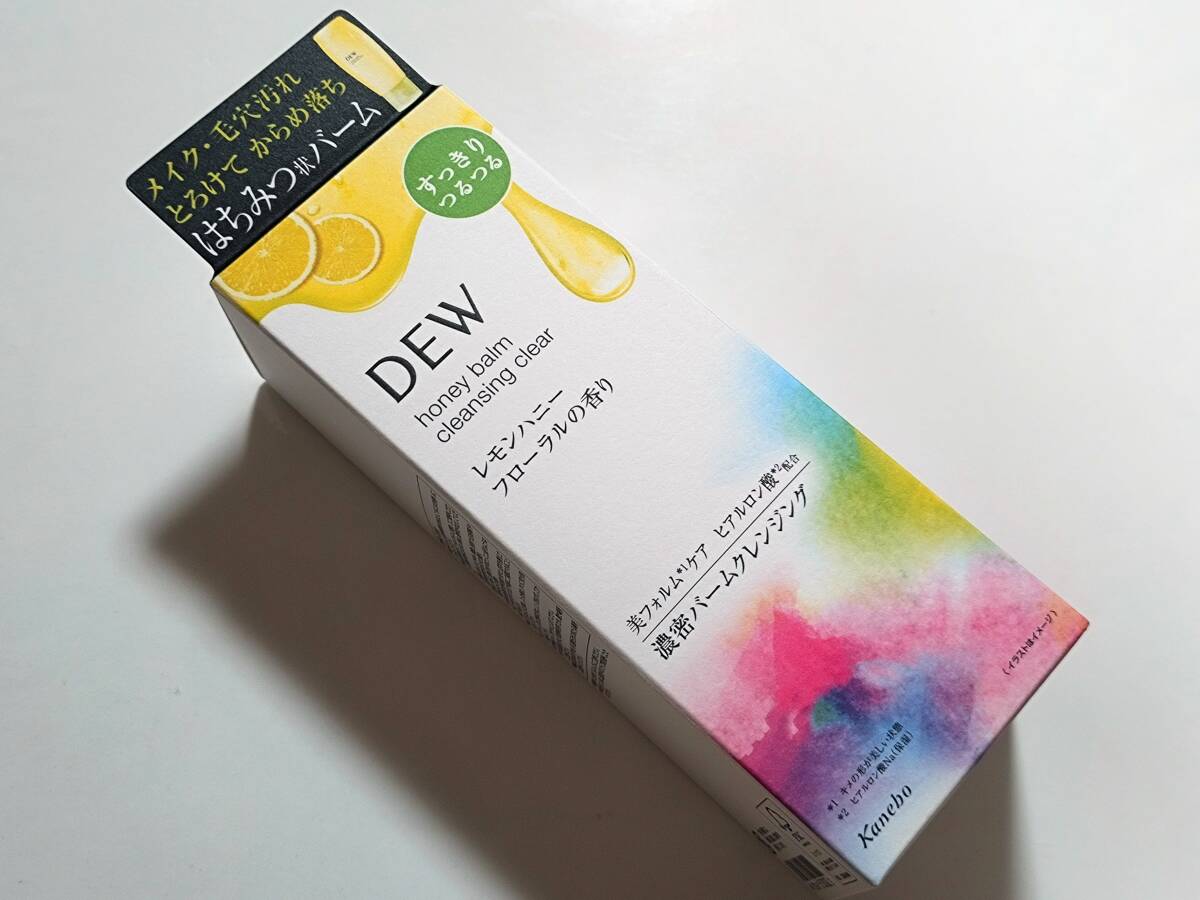 メイク・毛穴汚れ
とろけて からめ落ち
はちみつ状バーム
DEW
すっきり
つるつる
DEW
honey balm
cleansing clear
レモンハニー
フローラルの香り
美フォルム*1ケア ヒアルロン酸*2配合
濃密バームクレンジング
(イラストはイメージ)
*1 キメの形が美しい状態
*2 ヒアルロン酸Na(保湿)
Kanebo